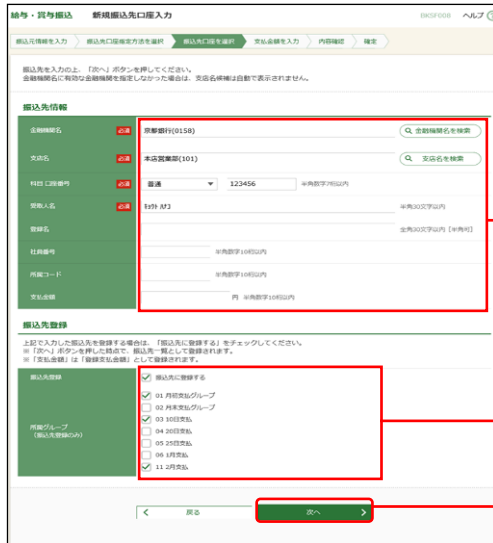 給与・賞与振込 新規振込先口座入力 BKSF008 ヘルプ
振込元情報を入力 振込先口座指定方法を選択 振込先口座を選択 支払金額を入力 内容確認 確定
振込先を入力の上、「次へ」ボタンを押してください。
金融機関名に有効な金融機関を指定しなかった場合は、支店名候補は自動で表示されません。
振込先情報
金融機関名 必須 京都銀行(0158) 金融機関名を検索
支店名 必須 本店営業部(101) 支店名を検索
科目 口座番号 必須 普通 123456 半角数字7桁以内
受取人名 必須 ｷｮｳﾄ ﾊﾅｺ 半角30文字以内
登録名 全角30文字以内［半角可］
社員番号 半角数字10桁以内
所属コード 半角数字10桁以内
支払金額 円 半角数字10桁以内
振込先登録
上記で入力した振込先を登録する場合は、「振込先に登録する」をチェックしてください。
※「次へ」ボタンを押した時点で、振込先一覧として登録されます。
※「支払金額」は「登録支払金額」として登録されます。
振込先登録 振込先に登録する
所属グループ
(振込先登録のみ)
01 月初支払グループ
02 月末支払グループ
03 10日支払
04 20日支払
05 25日支払
06 1月支払
11 2月支払
戻る 次へ